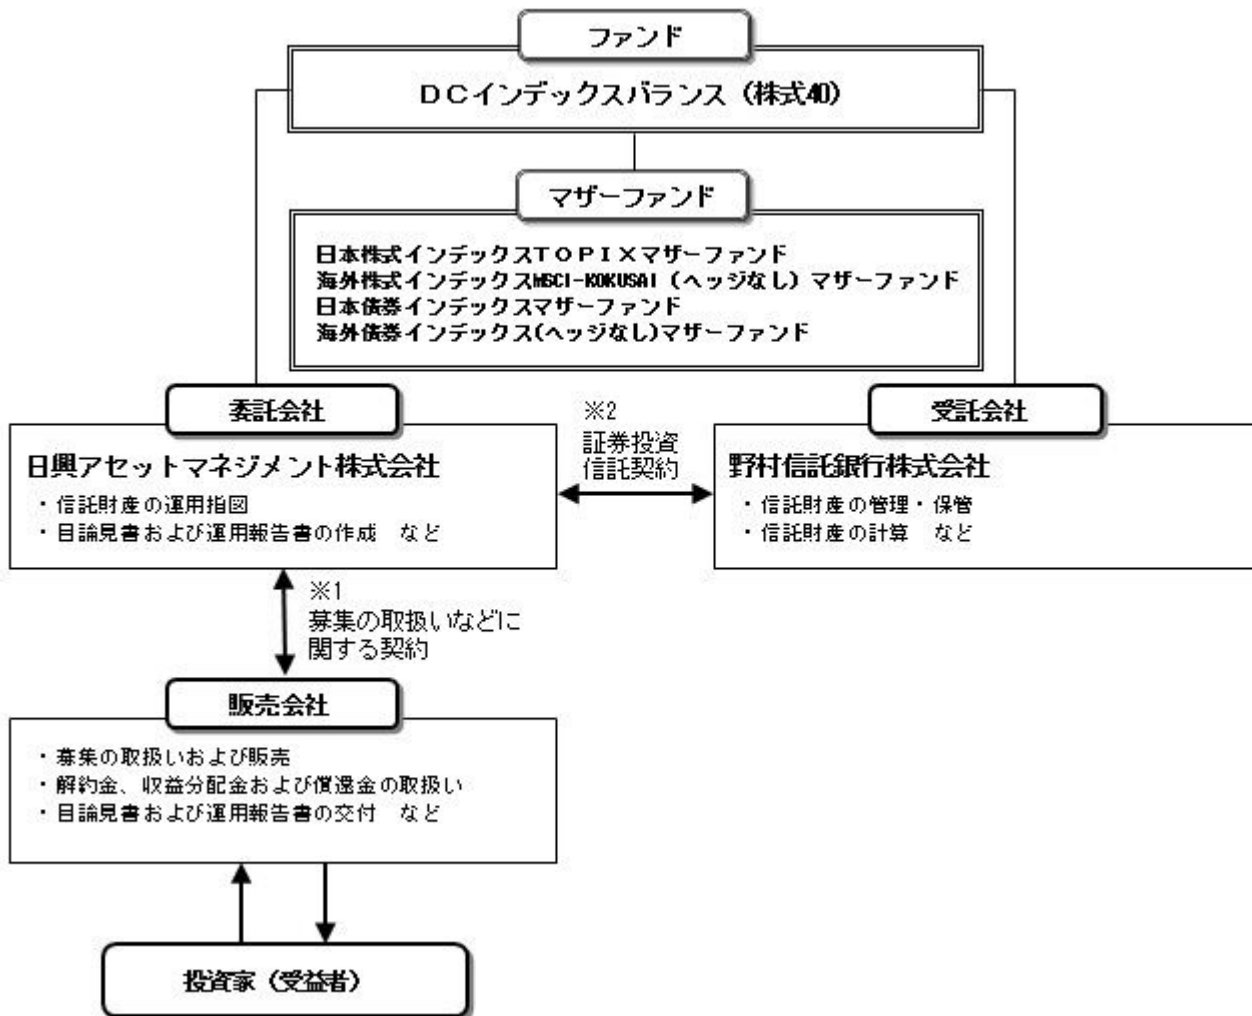 ファンド
DCインデックスバランス（株式40）
マザーファンド
日本株式インデックスTOPIXマザーファンド
海外株式インデックスMSCI-KOKUSAI（ヘッジなし）マザーファンド
日本債券インデックスマザーファンド
海外債券インデックス(ヘッジなし)マザーファンド
委託会社
日興アセットマネジメント株式会社
・信託財産の運用指図
・目論見書および運用報告書の作成　など
※2
証券投資
信託契約
受託会社
野村信託銀行株式会社
・信託財産の管理・保管
・信託財産の計算　など
※1
募集の取扱いなどに
関する契約
販売会社
・募集の取扱いおよび販売
・解約金、収益分配金および償還金の取扱い
・目論見書および運用報告書の交付　など
投資家（受益者）